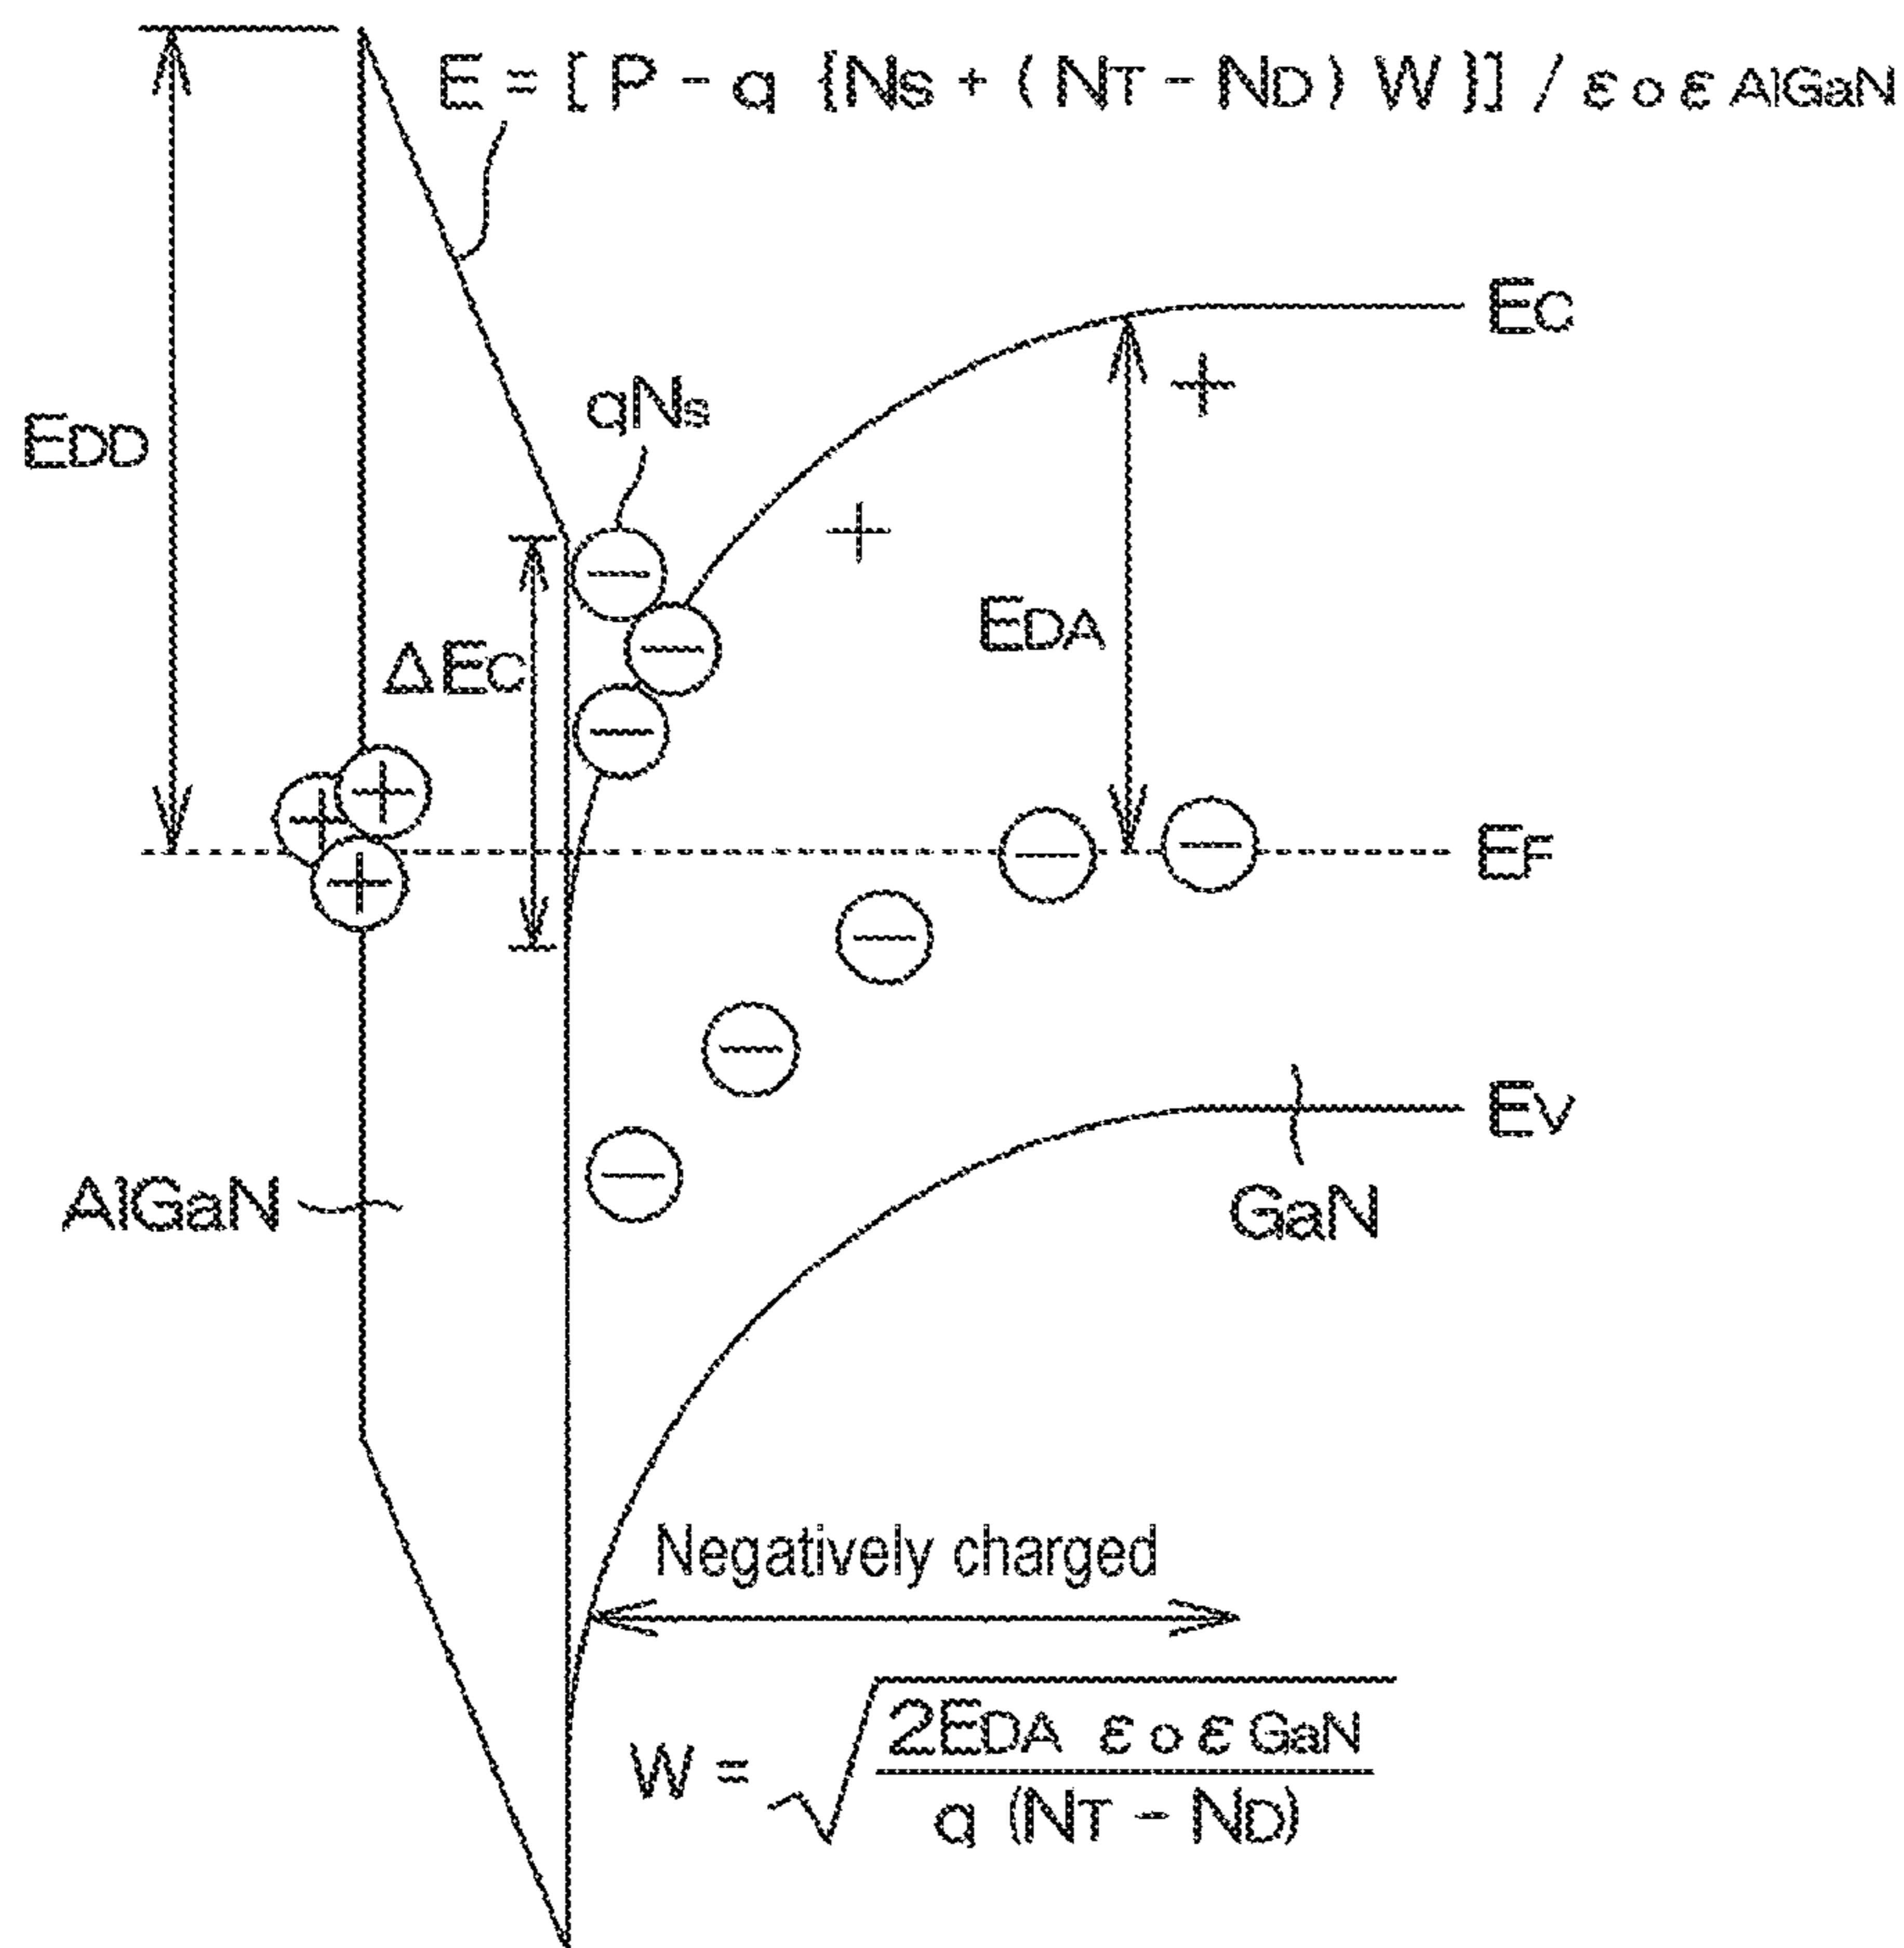 E = [ P - q {Ns + ( NT - ND ) W }] / ε o ε AlGaN
EC
qNs
EDD
EDA
ΔEC
EF
EV
AlGaN
GaN
Negatively charged
W = √ 2EDA ε o ε GaN
q (NT - ND)